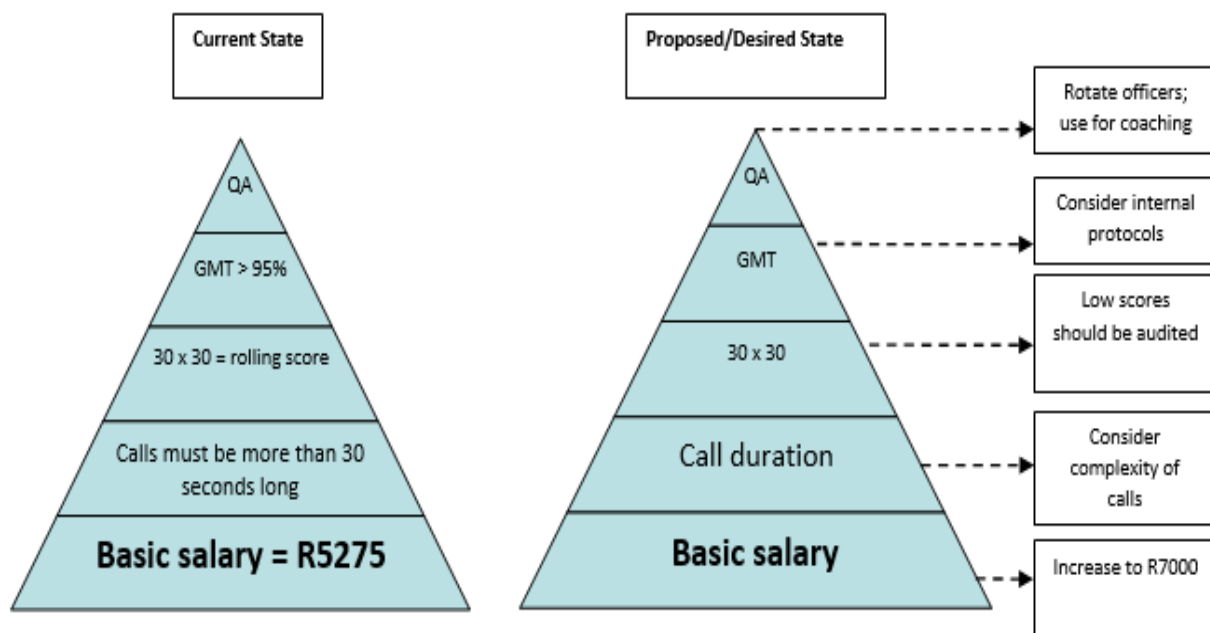 Current State
QA
GMT > 95%
30 x 30 = rolling score
Calls must be more than 30
seconds long
Basic salary = R5275
Proposed/Desired State
QA
GMT
30 x 30
Call duration
Basic salary
Rotate officers;
use for coaching
Consider internal
protocols
Low scores
should be audited
Consider
complexity of
calls
Increase to R7000